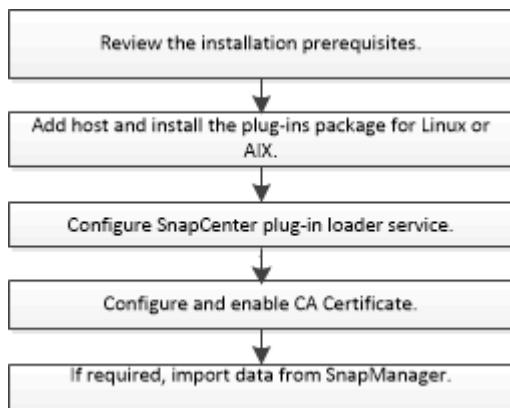 Review the installation prerequisites.
Add host and install the plug-ins package for Linux or
AIX.
Configure SnapCenter plug-in loader service.
Configure and enable CA Certificate.
If required, import data from SnapManager.